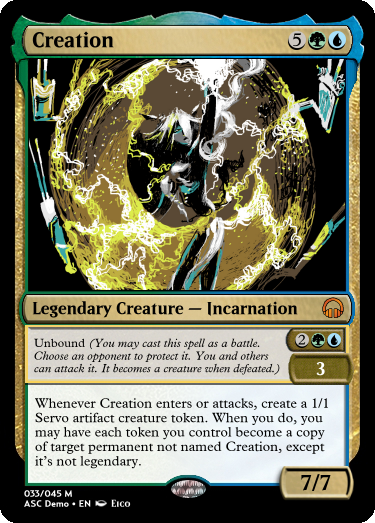 Creation 5
Legendary Creature — Incarnation
Unbound (You may cast this spell as a battle. 2
Choose an opponent to protect it. You and others
can attack it. It becomes a creature when defeated.) 3
Whenever Creation enters or attacks, create a 1/1
Servo artifact creature token. When you do, you
may have each token you control become a copy
of target permanent not named Creation, except
it's not legendary.
7/7
033/045 M
ASC Demo • EN Eico